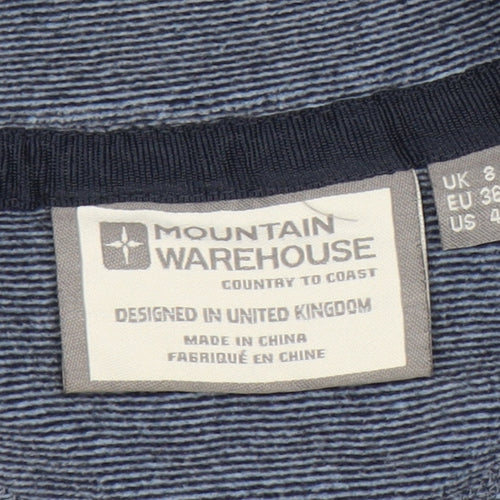 MOUNTAIN
WAREHOUSE
COUNTRY TO COAST
DESIGNED IN UNITED KINGDOM
MADE IN CHINA
FABRIQUÉ EN CHINE
UK 8
EU 36
US